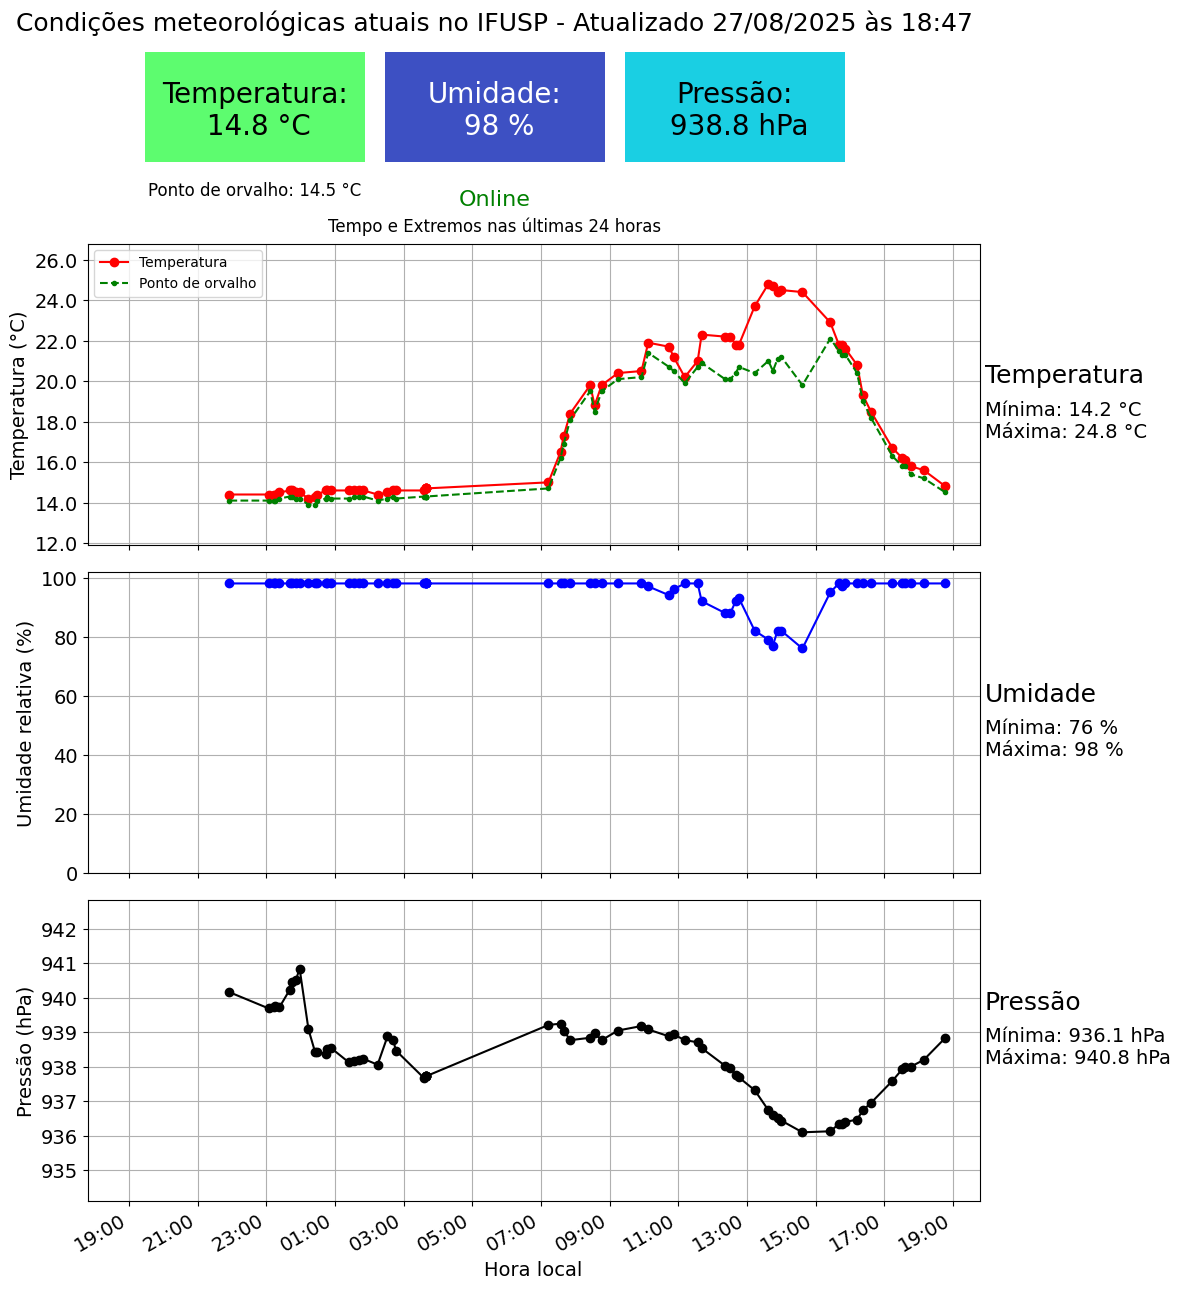 Condições meteorológicas atuais no IFUSP - Atualizado 27/08/2025 às 18:47
Temperatura:
14.8 °C
Umidade:
98 %
Pressão:
938.8 hPa
Ponto de orvalho: 14.5 °C
Online
Tempo e Extremos nas últimas 24 horas
Temperatura (°C)
26.0
24.0
22.0
20.0
18.0
16.0
14.0
12.0
Temperatura
Ponto de orvalho
Temperatura
Mínima: 14.2 °C
Máxima: 24.8 °C
Umidade relativa (%)
100
80
60
40
20
0
Umidade
Mínima: 76 %
Máxima: 98 %
Pressão (hPa)
942
941
940
939
938
937
936
935
Pressão
Mínima: 936.1 hPa
Máxima: 940.8 hPa
19:00
21:00
23:00
01:00
03:00
05:00
07:00
09:00
11:00
13:00
15:00
17:00
19:00
Hora local